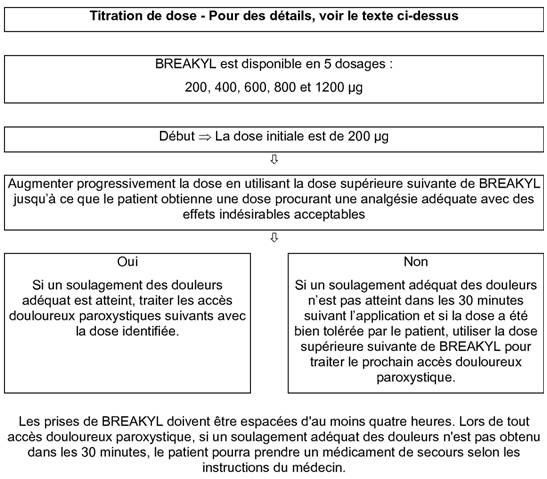 Titration de dose - Pour des détails, voir le texte ci-dessus
BREAKYL est disponible en 5 dosages :
200, 400, 600, 800 et 1200 µg
Début ⇒ La dose initiale est de 200 µg
⇩
Augmenter progressivement la dose en utilisant la dose supérieure suivante de BREAKYL
jusqu'à ce que le patient obtienne une dose procurant une analgésie adéquate avec des
effets indésirables acceptables
⇩
Oui
Si un soulagement des douleurs
adéquat est atteint, traiter les accès
douloureux paroxystiques suivants avec
la dose identifiée.
Non
Si un soulagement adéquat des douleurs
n'est pas atteint dans les 30 minutes
suivant l'application et si la dose a été
bien tolérée par le patient, utiliser la dose
supérieure suivante de BREAKYL pour
traiter le prochain accès douloureux
paroxystique.
Les prises de BREAKYL doivent être espacées d'au moins quatre heures. Lors de tout
accès douloureux paroxystique, si un soulagement adéquat des douleurs n'est pas obtenu
dans les 30 minutes, le patient pourra prendre un médicament de secours selon les
instructions du médecin.